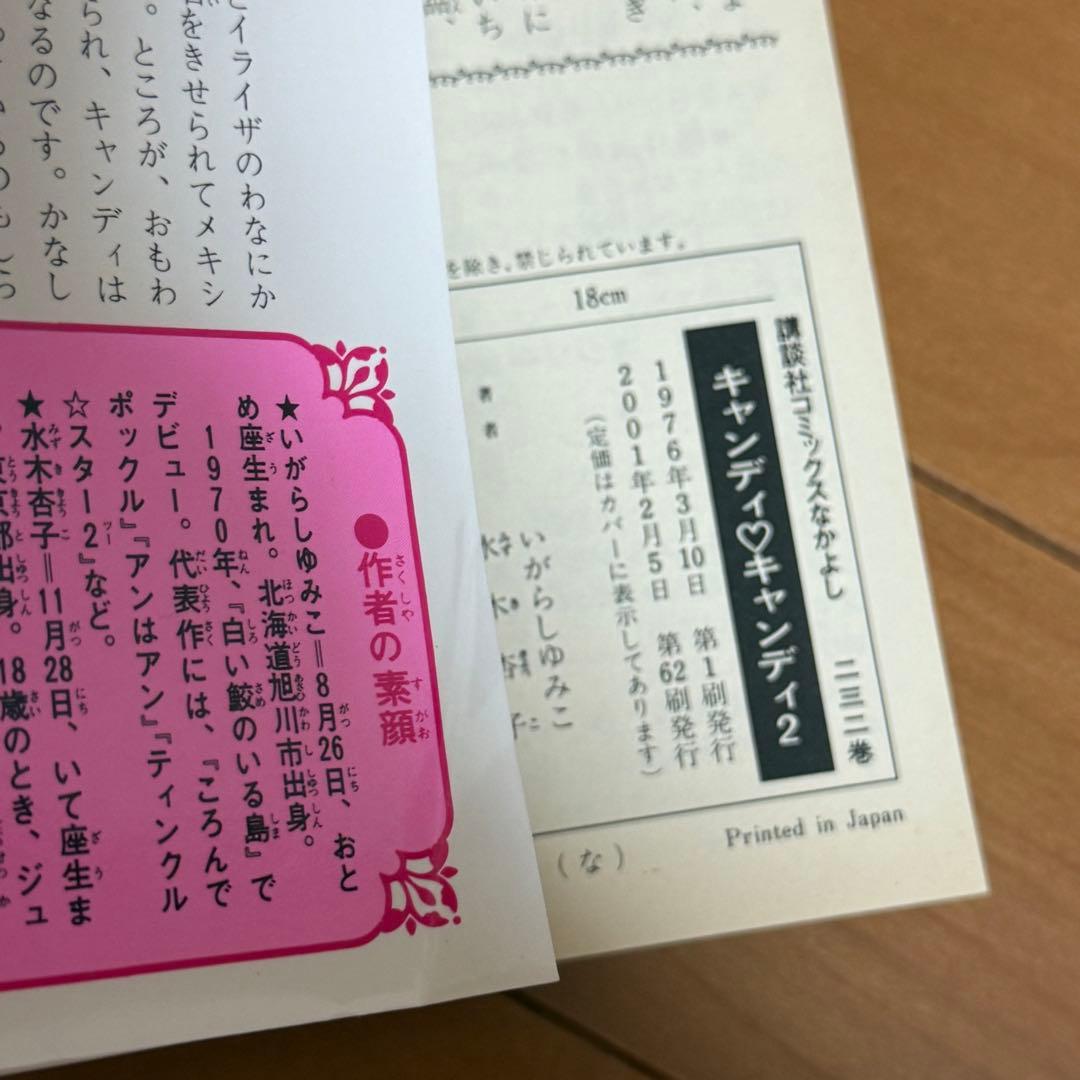 イライザのわなにか
をきせられてメキシ
。ところが、おもわ
られ、キャンディは
なるのです。かなし
●作者の素顔
★いがらしゆみこ＝8月26日、おと
め座生まれ。北海道旭川市出身。
1970年、『白い鮫のいる島』で
デビュー。代表作には、『ころんで
ポックル』『アンはアン』『ティンクル
☆スター2』など。
★水木杏子＝11月28日、いて座生ま
京都出身。18歳のとき、ジュ
を除き、禁じられています。
18cm
講談社コミックスなかよし 二三二巻
キャンディ♡キャンディ2
1976年3月10日 第1刷発行
2001年2月5日 第62刷発行
(定価はカバーに表示してあります)
著者
いがらしゆみこ
水木杏子
Printed in Japan
(な)